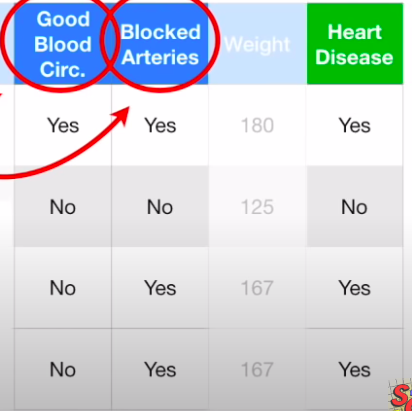 Good Blood Circ. Blocked Arteries Weight Heart Disease
Yes Yes 180 Yes
No No 125 No
No Yes 167 Yes
No Yes 167 Yes